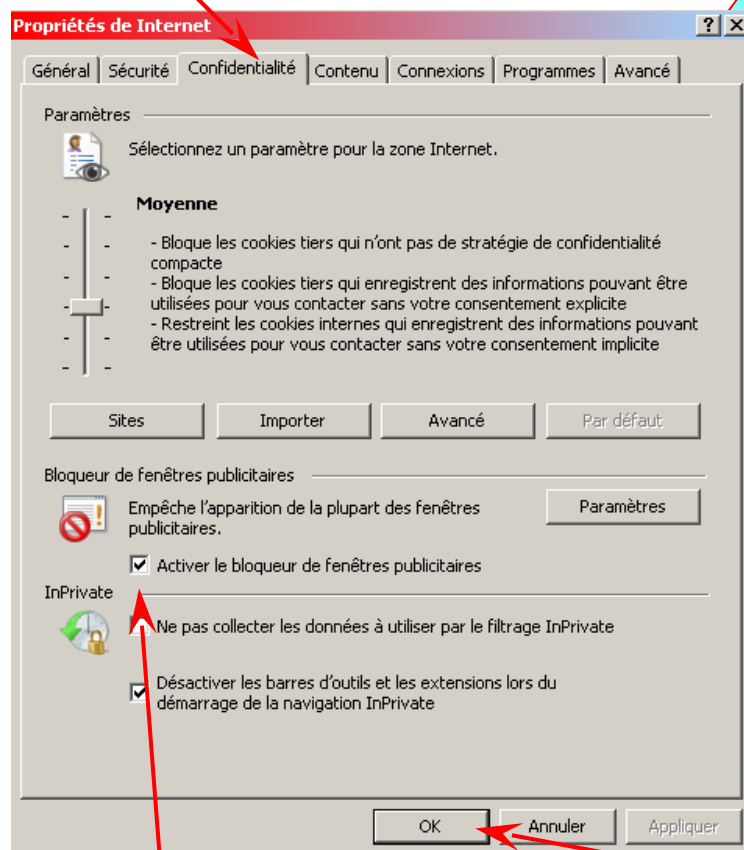 Propriétés de Internet
Général Sécurité Confidentialité Contenu Connexions Programmes Avancé
Paramètres
Sélectionnez un paramètre pour la zone Internet.
Moyenne
- Bloque les cookies tiers qui n'ont pas de stratégie de confidentialité
compacte
- Bloque les cookies tiers qui enregistrent des informations pouvant être
utilisées pour vous contacter sans votre consentement explicite
- Restreint les cookies internes qui enregistrent des informations pouvant
être utilisées pour vous contacter sans votre consentement implicite
Sites Importer Avancé Par défaut
Bloqueur de fenêtres publicitaires
Empêche l'apparition de la plupart des fenêtres
publicitaires.
Paramètres
Activer le bloqueur de fenêtres publicitaires
InPrivate
Ne pas collecter les données à utiliser par le filtrage InPrivate
Désactiver les barres d'outils et les extensions lors du
démarrage de la navigation InPrivate
OK Annuler Appliquer